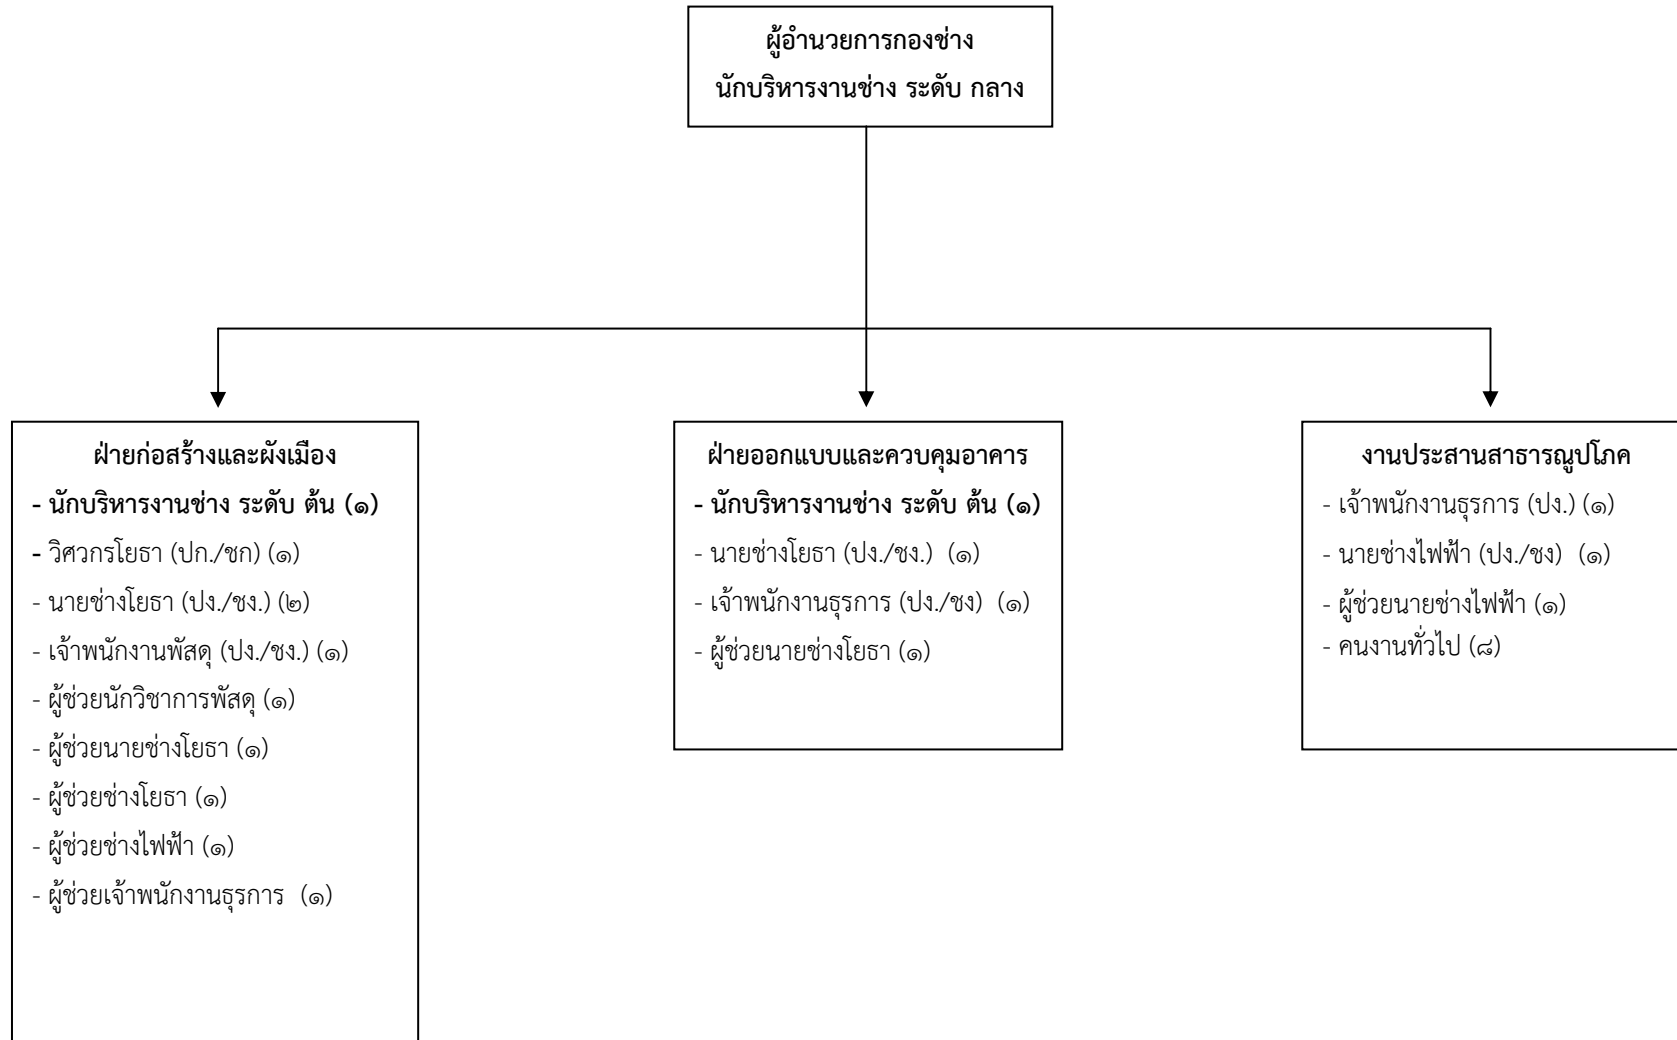 ผู้อำนวยการกองช่าง
นักบริหารงานช่าง ระดับ กลาง
ฝ่ายก่อสร้างและผังเมือง
- นักบริหารงานช่าง ระดับ ต้น (๑)
- วิศวกรโยธา (ปก./ชก) (๑)
- นายช่างโยธา (ปง./ชง.) (๒)
- เจ้าพนักงานพัสดุ (ปง./ชง.) (๑)
- ผู้ช่วยนักวิชาการพัสดุ (๑)
- ผู้ช่วยนายช่างโยธา (๑)
- ผู้ช่วยช่างโยธา (๑)
- ผู้ช่วยช่างไฟฟ้า (๑)
- ผู้ช่วยเจ้าพนักงานธุรการ (๑)
ฝ่ายออกแบบและควบคุมอาคาร
- นักบริหารงานช่าง ระดับ ต้น (๑)
- นายช่างโยธา (ปง./ชง.) (๑)
- เจ้าพนักงานธุรการ (ปง./ชง) (๑)
- ผู้ช่วยนายช่างโยธา (๑)
งานประสานสาธารณูปโภค
- เจ้าพนักงานธุรการ (ปง.) (๑)
- นายช่างไฟฟ้า (ปง./ชง) (๑)
- ผู้ช่วยนายช่างไฟฟ้า (๑)
- คนงานทั่วไป (๘)